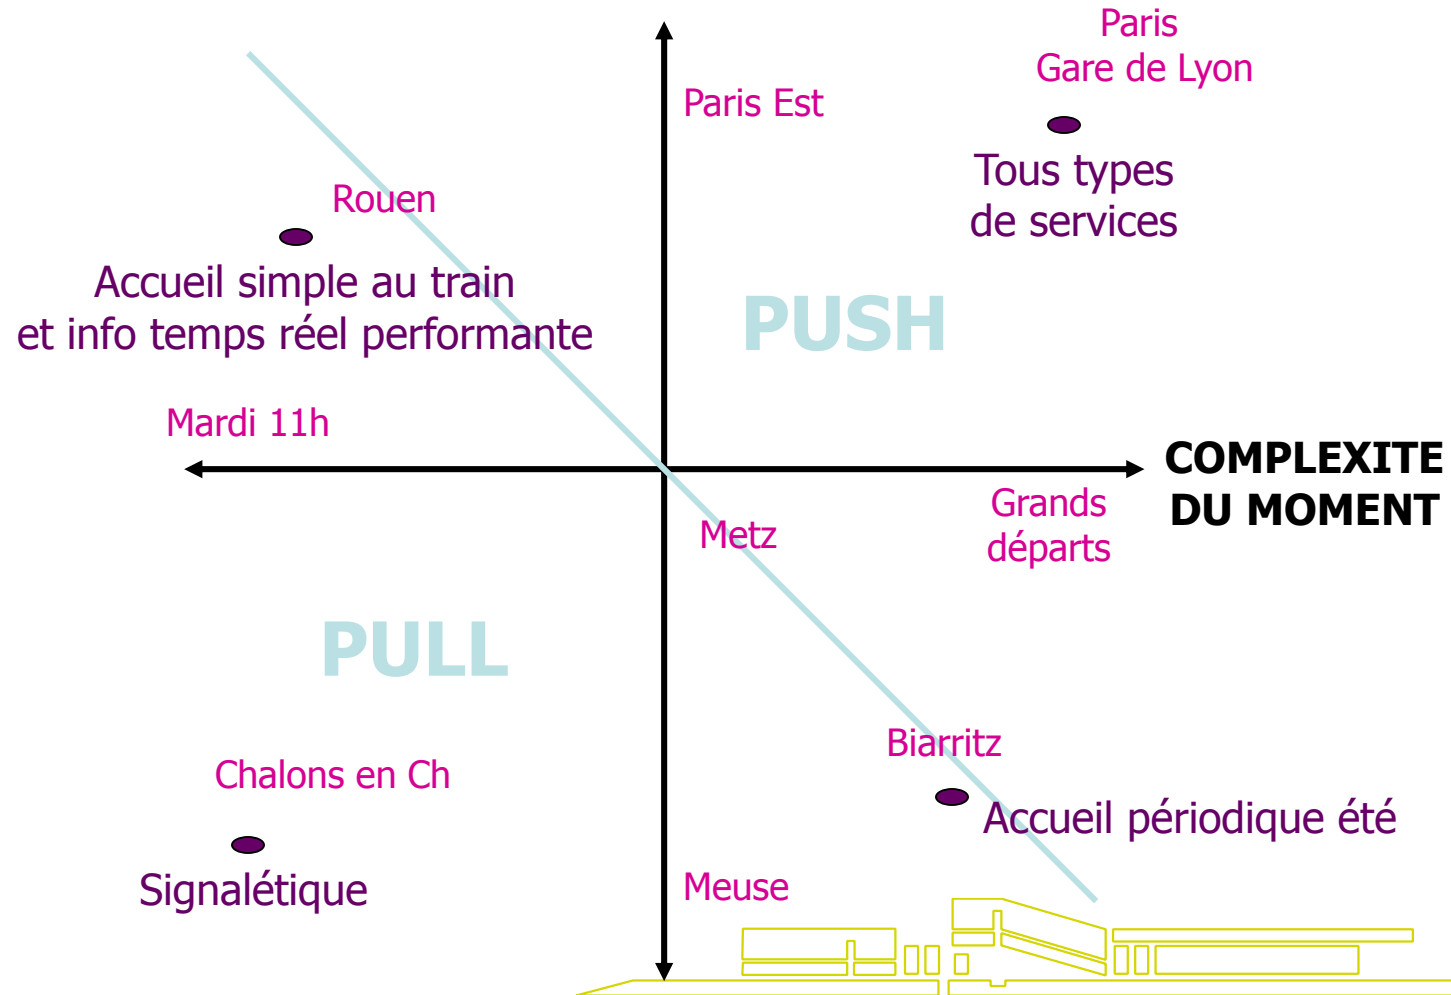 Paris
Gare de Lyon
Paris Est
Tous types
de services
Rouen
Accueil simple au train
et info temps réel performante
PUSH
Mardi 11h
COMPLEXITE
DU MOMENT
Grands
départs
Metz
PULL
Biarritz
Chalons en Ch
Accueil périodique été
Signalétique
Meuse